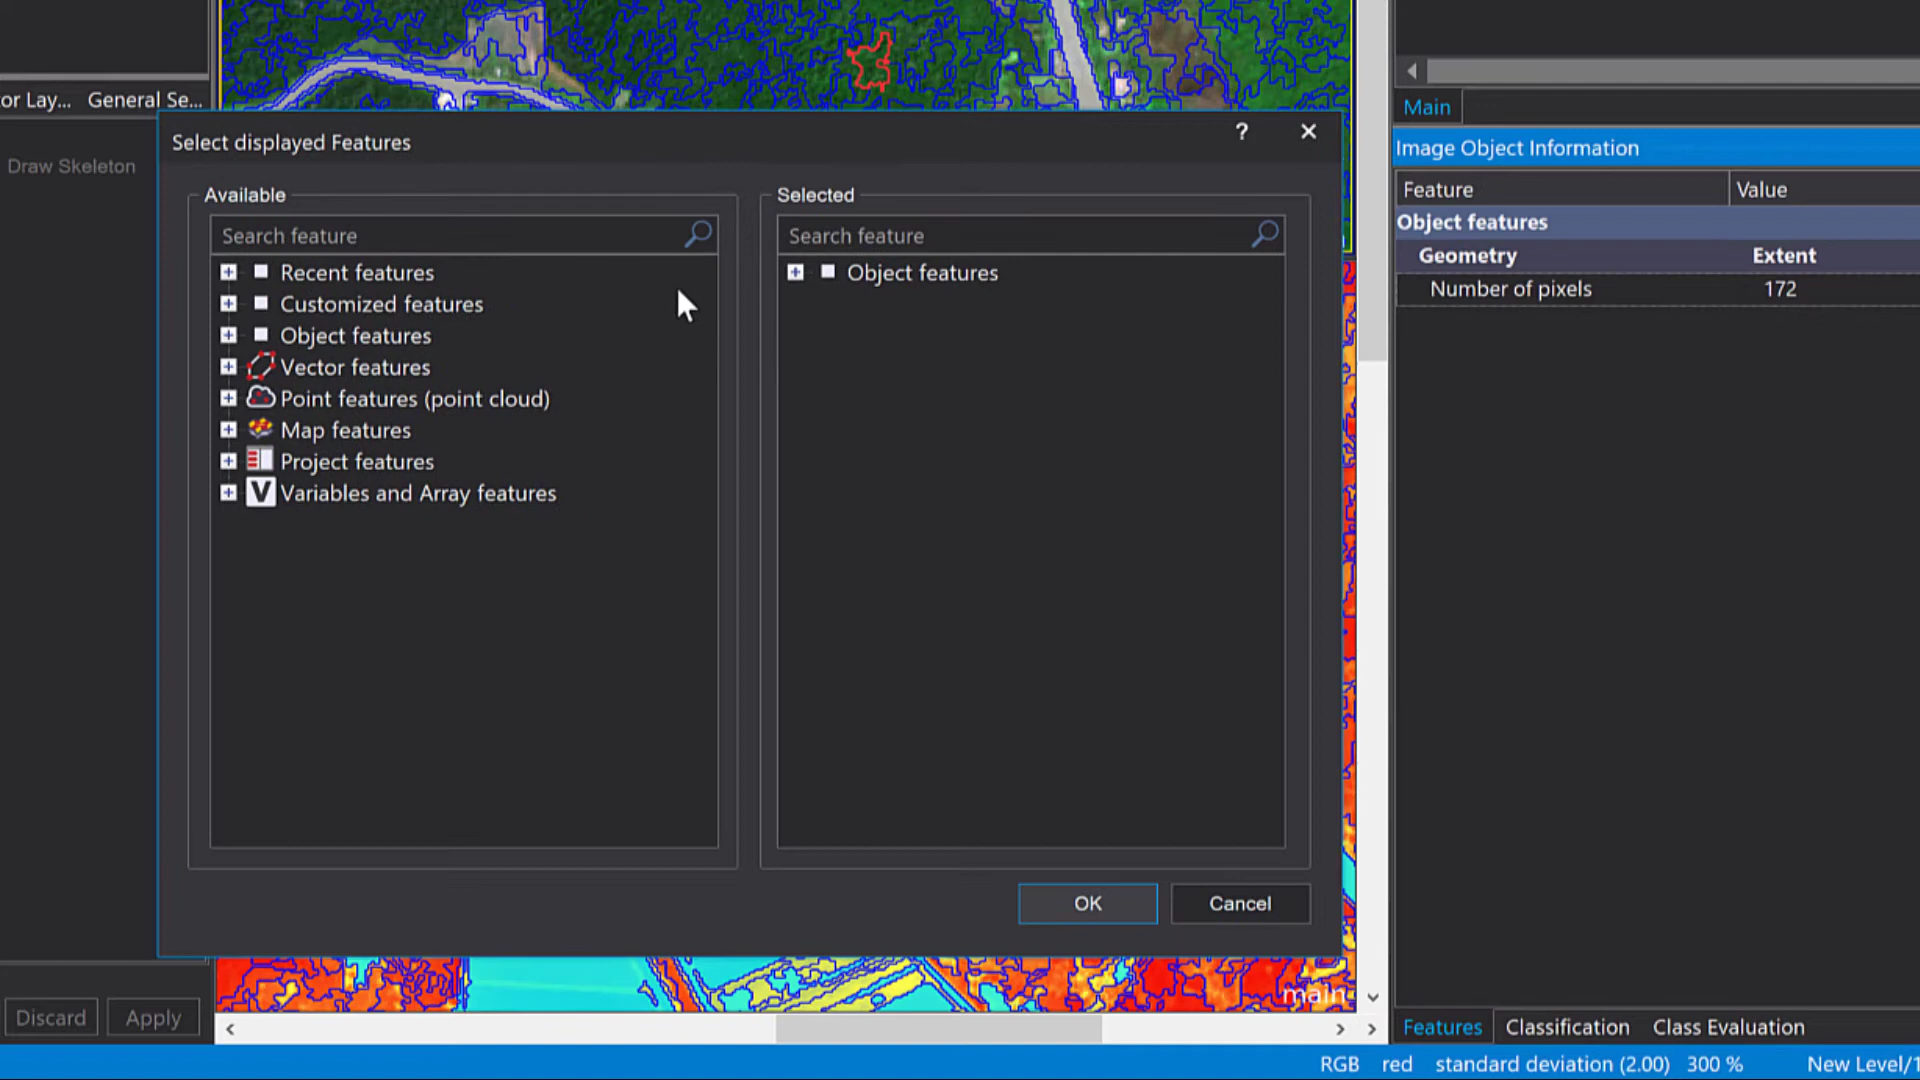 or Lay... General Se...
Draw Skeleton
Select displayed Features
?
Available
Search feature
Recent features
Customized features
Object features
Vector features
Point features (point cloud)
Map features
Project features
V Variables and Array features
Selected
Search feature
Object features
OK
Cancel
Main
Image Object Information
Feature Value
Object features
Geometry Extent
Number of pixels 172
main
Discard Apply
Features Classification Class Evaluation
RGB red standard deviation (2.00) 300 % New Level/1